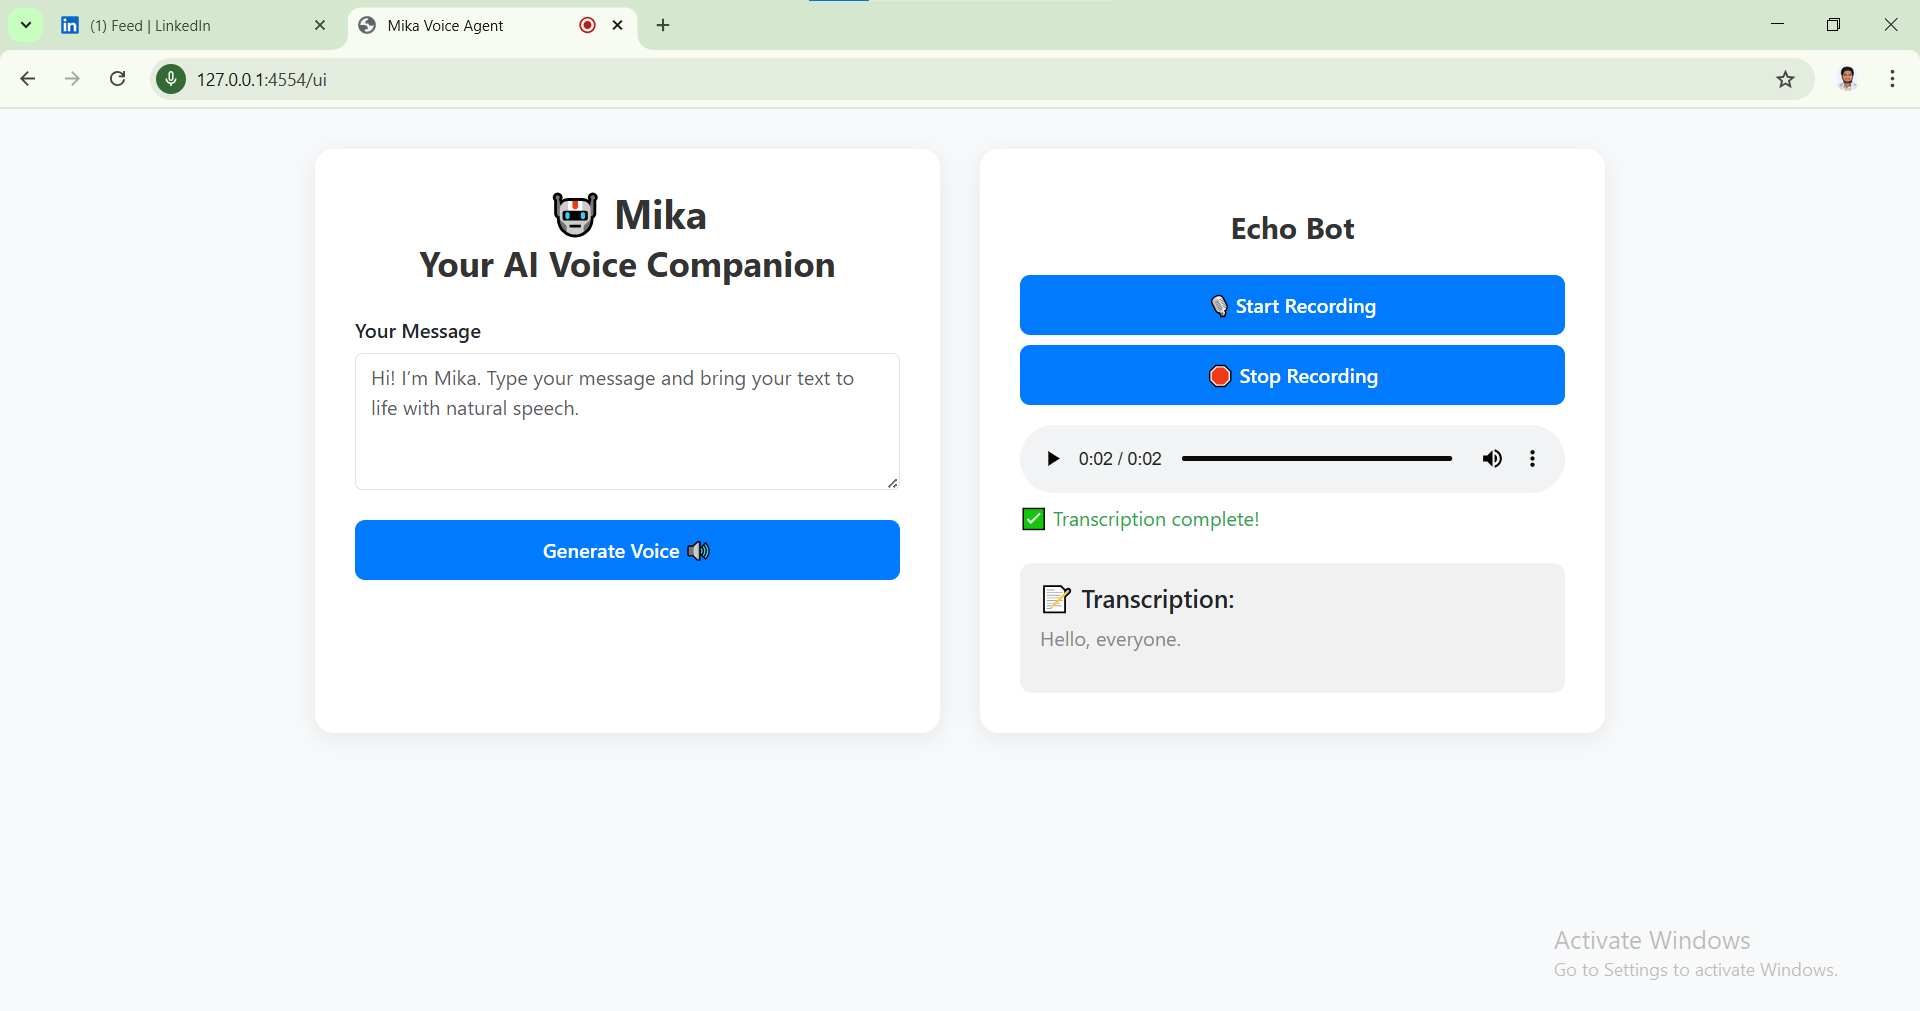 (1) Feed | LinkedIn
Mika Voice Agent
127.0.0.1:4554/ui
Mika
Your AI Voice Companion
Your Message
Hi! I’m Mika. Type your message and bring your text to
life with natural speech.
Generate Voice
Echo Bot
Start Recording
Stop Recording
0:02 / 0:02
Transcription complete!
Transcription:
Hello, everyone.
Activate Windows
Go to Settings to activate Windows.